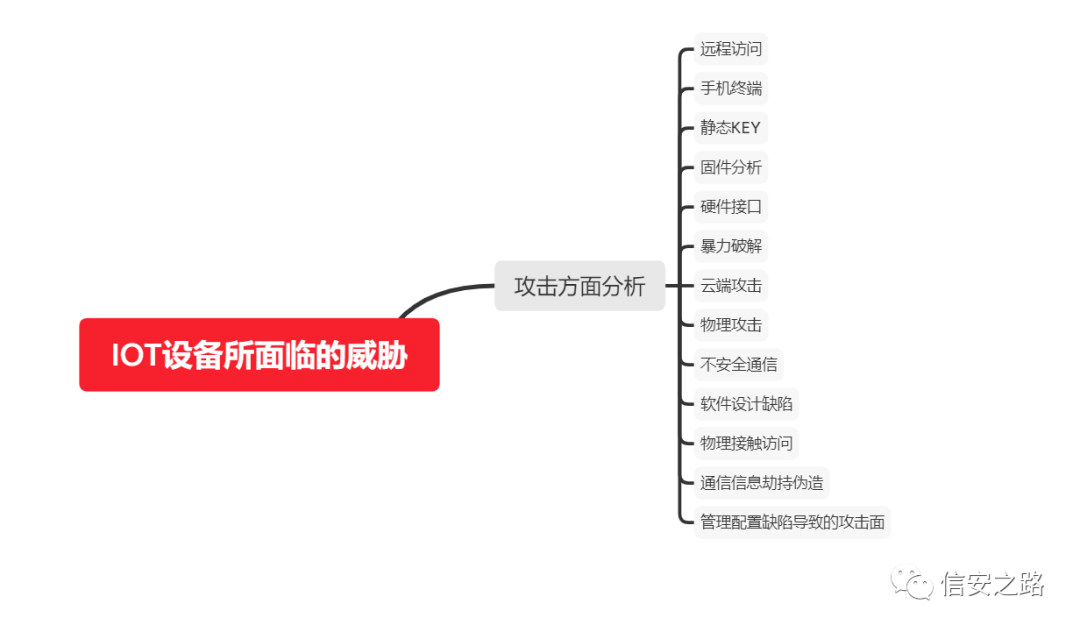 远程访问
手机终端
静态KEY
固件分析
硬件接口
暴力破解
攻击方面分析
云端攻击
物理攻击
IOT设备所面临的威胁
不安全通信
软件设计缺陷
物理接触访问
通信信息劫持伪造
管理配置缺陷导致的攻击面
信安之路